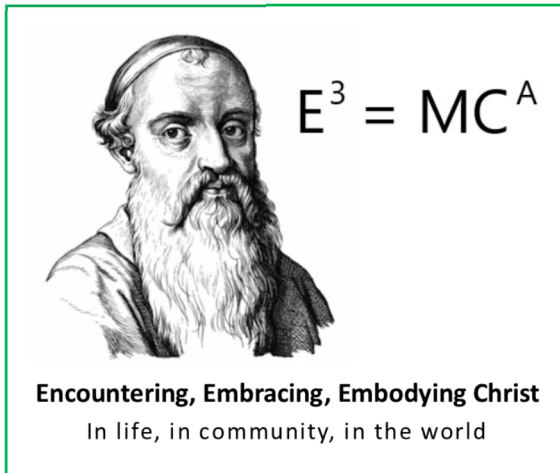 E³ = MCᴬ
Encountering, Embracing, Embodying Christ
In life, in community, in the world